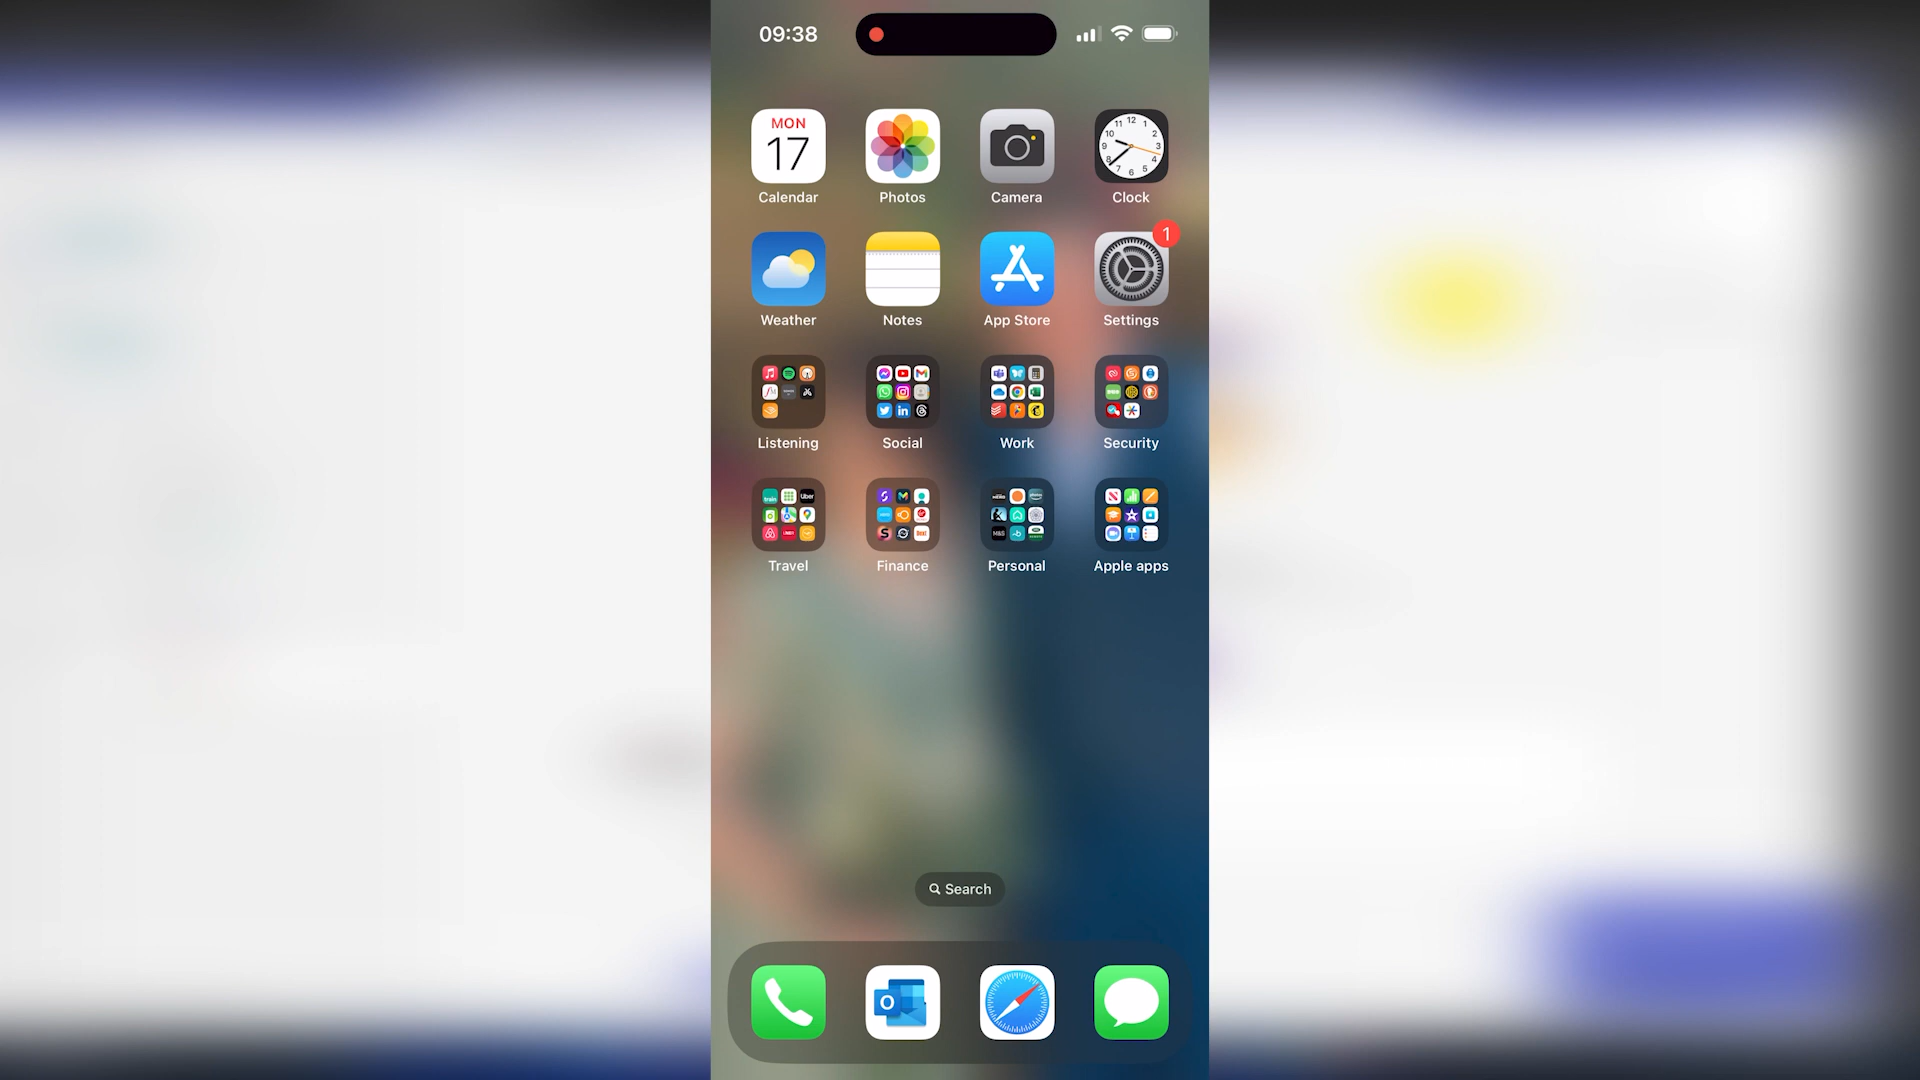 09:38
MON
17
Calendar Photos Camera Clock
1
Weather Notes App Store Settings
Listening Social Work Security
Travel Finance Personal Apple apps
Search